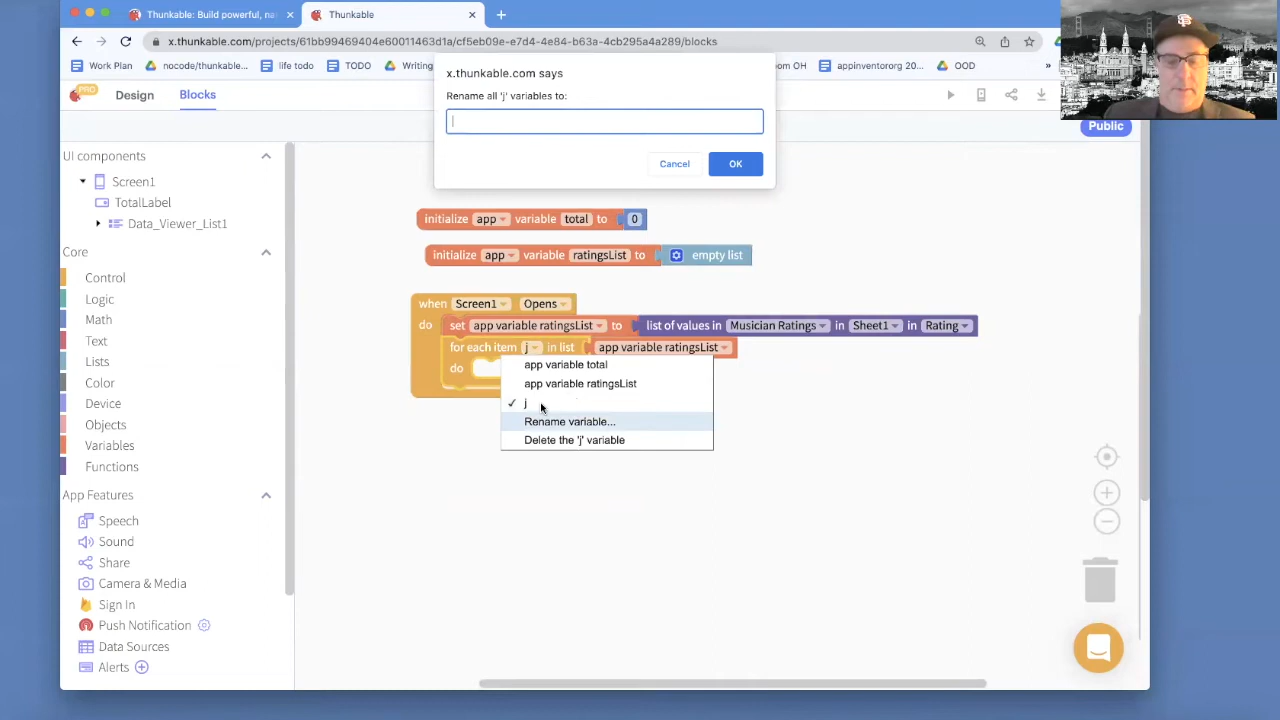 Thunkable: Build powerful, na
Thunkable
x.thunkable.com/projects/61bb99469404e60011463d1a/cf5eb09e-e7d4-4e84-b63a-4cb295a4a289/blocks
Work Plan
nocode/thunkable...
life todo
TODO
Writing
oom OH
appinventororg 20...
OOD
»
x.thunkable.com says
Rename all 'j' variables to:
Cancel
OK
PRO
Design
Blocks
Public
UI components
Screen1
TotalLabel
Data_Viewer_List1
Core
Control
Logic
Math
Text
Lists
Color
Device
Objects
Variables
Functions
App Features
Speech
Sound
Share
Camera & Media
Sign In
Push Notification
Data Sources
Alerts
initialize app variable total to 0
initialize app variable ratingsList to empty list
when Screen1 Opens
do set app variable ratingsList to list of values in Musician Ratings in Sheet1 in Rating
for each item j in list app variable ratingsList
do
app variable total
app variable ratingsList
✓ j
Rename variable...
Delete the 'j' variable